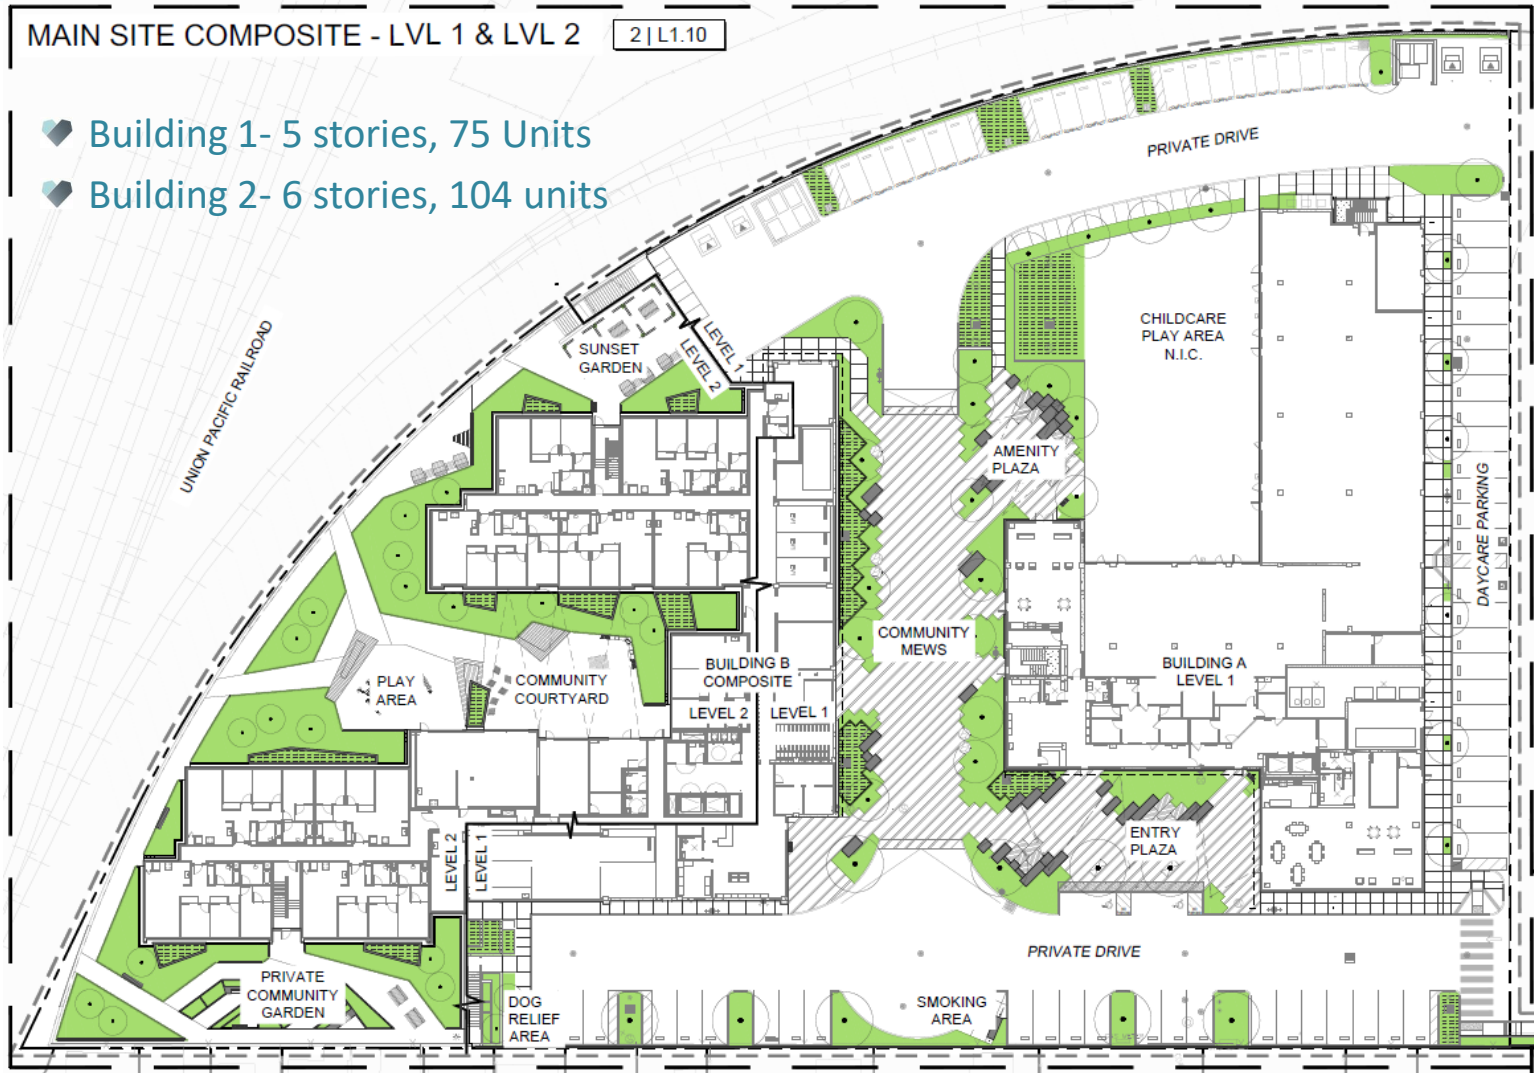 MAIN SITE COMPOSITE - LVL 1 & LVL 2
2 | L1.10
Building 1- 5 stories, 75 Units
Building 2- 6 stories, 104 units
PRIVATE DRIVE
UNION PACIFIC RAILROAD
SUNSET
GARDEN
LEVEL 1
LEVEL 2
CHILDCARE
PLAY AREA
N.I.C.
AMENITY
PLAZA
DAYCARE PARKING
COMMUNITY
MEWS
PLAY
AREA
COMMUNITY
COURTYARD
BUILDING B
COMPOSITE
LEVEL 2
LEVEL 1
BUILDING A
LEVEL 1
ENTRY
PLAZA
LEVEL 2
LEVEL 1
PRIVATE DRIVE
PRIVATE
COMMUNITY
GARDEN
DOG
RELIEF
AREA
SMOKING
AREA